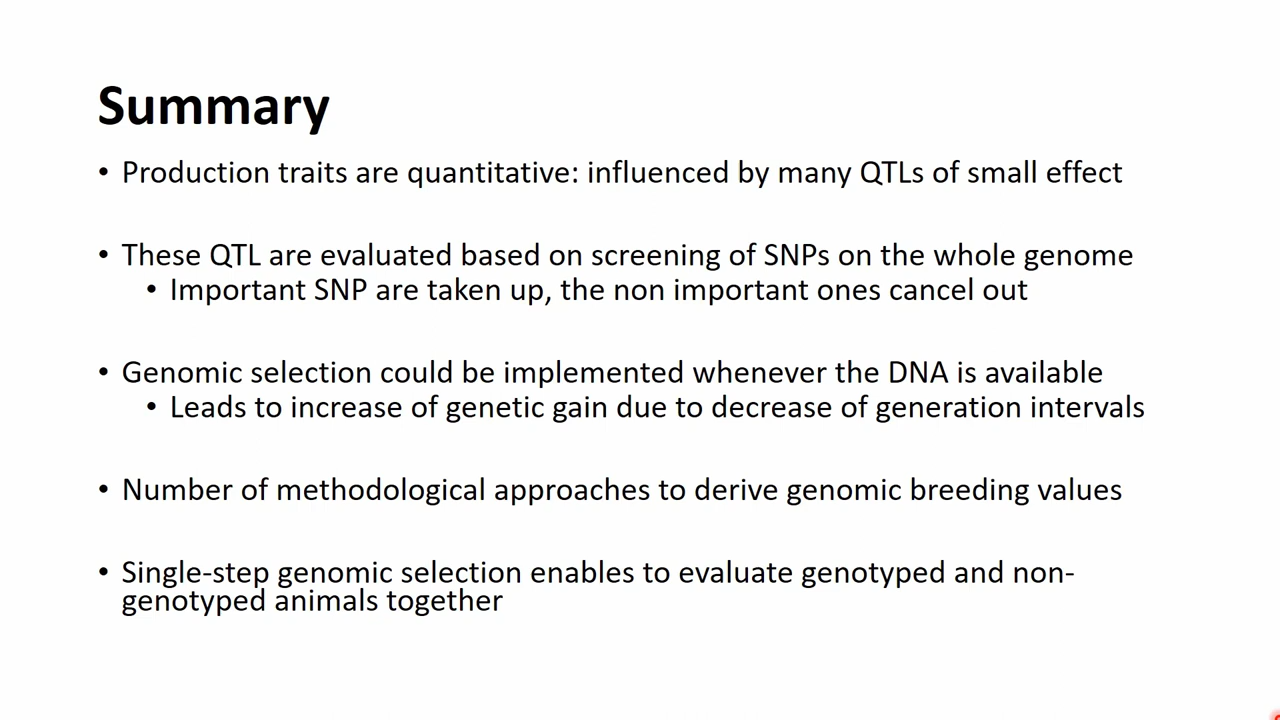 Summary
• Production traits are quantitative: influenced by many QTLs of small effect
• These QTL are evaluated based on screening of SNPs on the whole genome
• Important SNP are taken up, the non important ones cancel out
• Genomic selection could be implemented whenever the DNA is available
• Leads to increase of genetic gain due to decrease of generation intervals
• Number of methodological approaches to derive genomic breeding values
• Single-step genomic selection enables to evaluate genotyped and non-
genotyped animals together